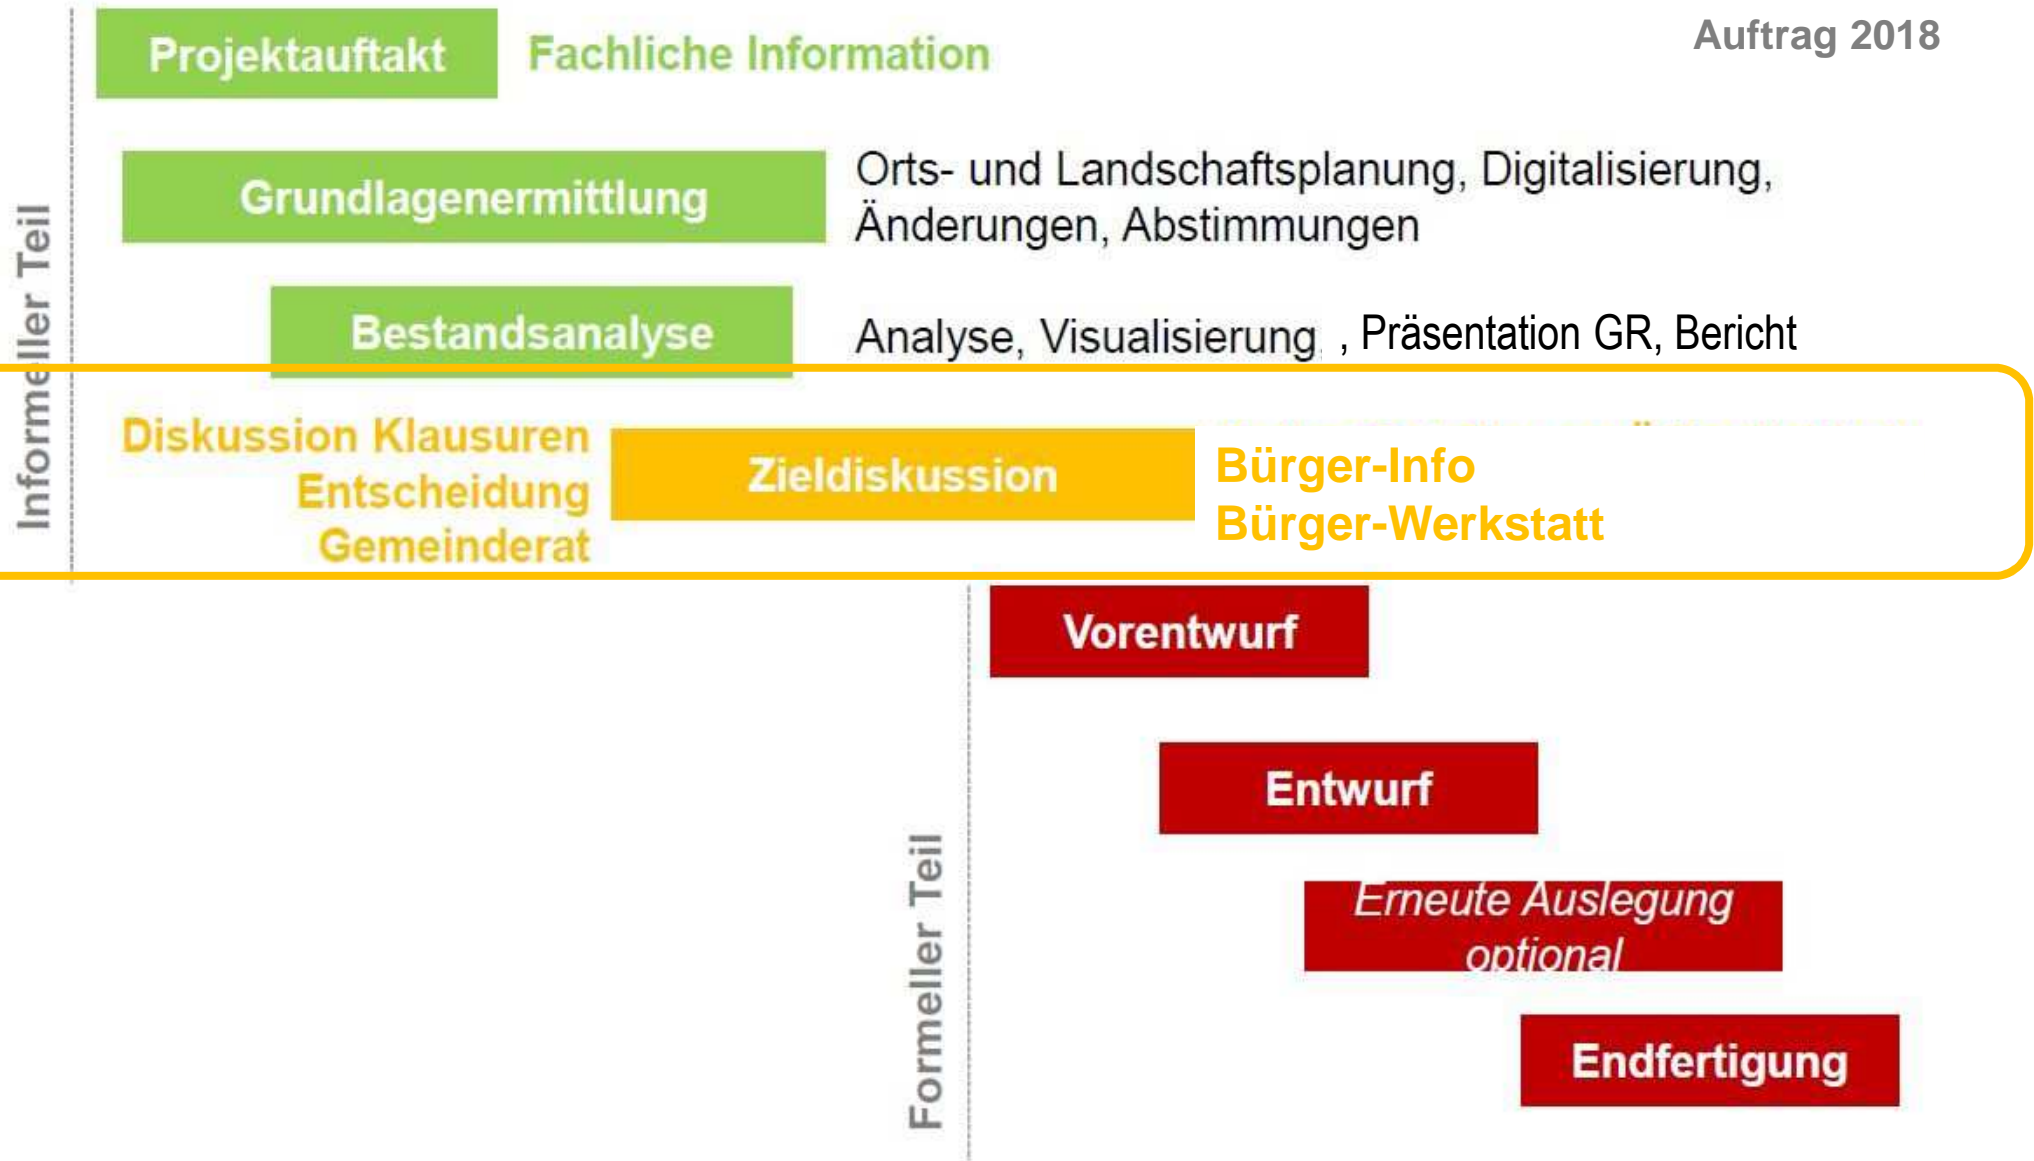 Auftrag 2018
Projektauftakt
Fachliche Information
Informeller Teil
Grundlagenermittlung
Orts- und Landschaftsplanung, Digitalisierung,
Änderungen, Abstimmungen
Bestandsanalyse
Analyse, Visualisierung, , Präsentation GR, Bericht
Diskussion Klausuren
Entscheidung
Gemeinderat
Zieldiskussion
Bürger-Info
Bürger-Werkstatt
Formeller Teil
Vorentwurf
Entwurf
Erneute Auslegung
optional
Endfertigung